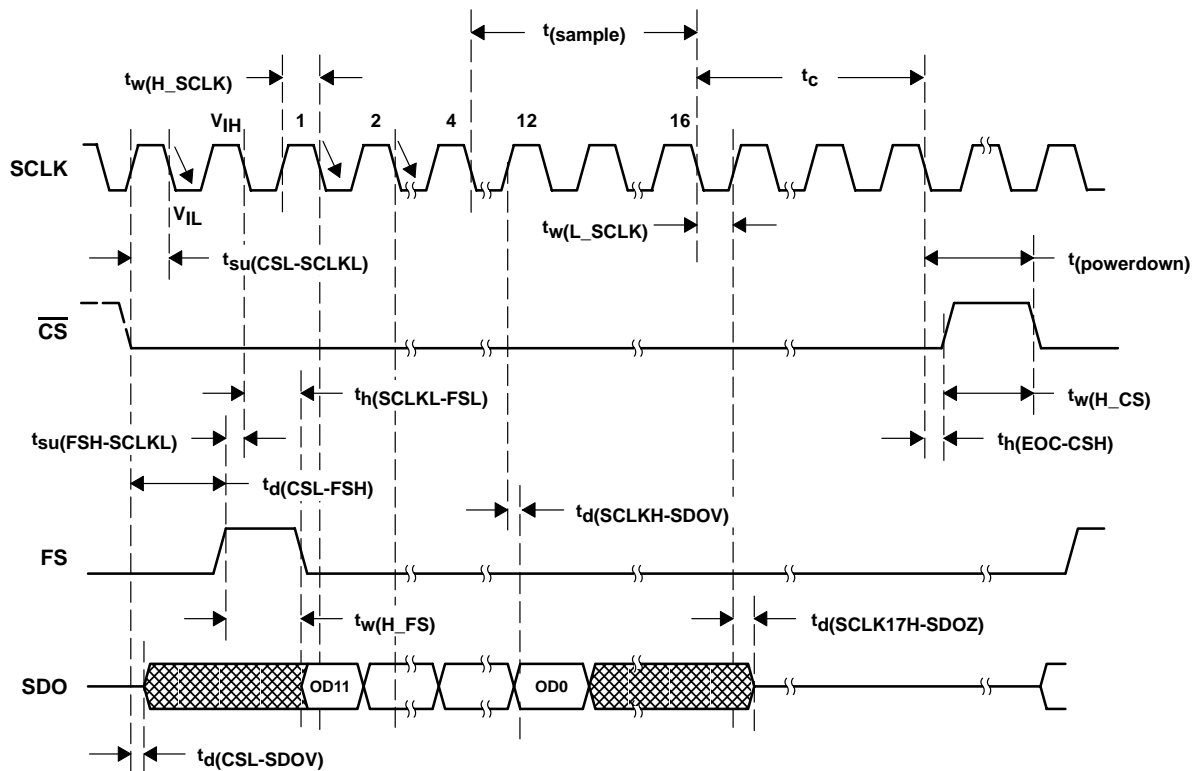 t(sample)
tw(H_SCLK)
tc
VIH
1
2
4
12
16
SCLK
VIL
tw(L_SCLK)
tsu(CSL-SCLKL)
t(powerdown)
CS
th(SCLKL-FSL)
tw(H_CS)
tsu(FSH-SCLKL)
th(EOC-CSH)
td(CSL-FSH)
td(SCLKH-SDOV)
FS
tw(H_FS)
td(SCLK17H-SDOZ)
SDO
OD11
OD0
td(CSL-SDOV)